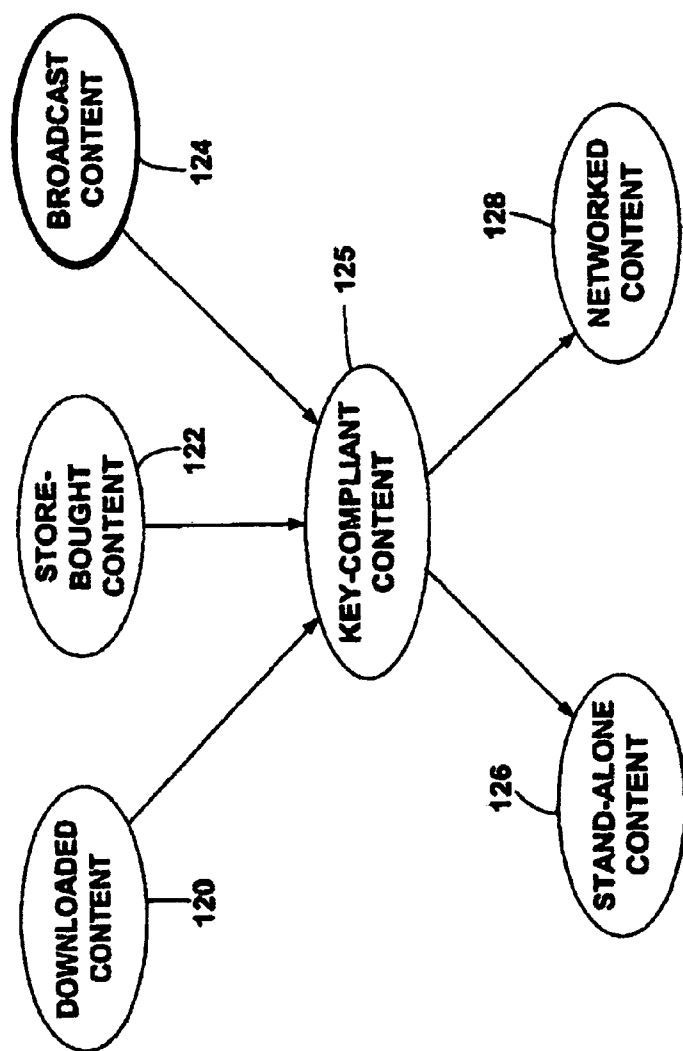 DOWNLOADED
CONTENT
120
STORE-
BOUGHT
CONTENT
122
BROADCAST
CONTENT
124
KEY-COMPLIANT
CONTENT
125
STAND-ALONE
CONTENT
126
NETWORKED
CONTENT
128